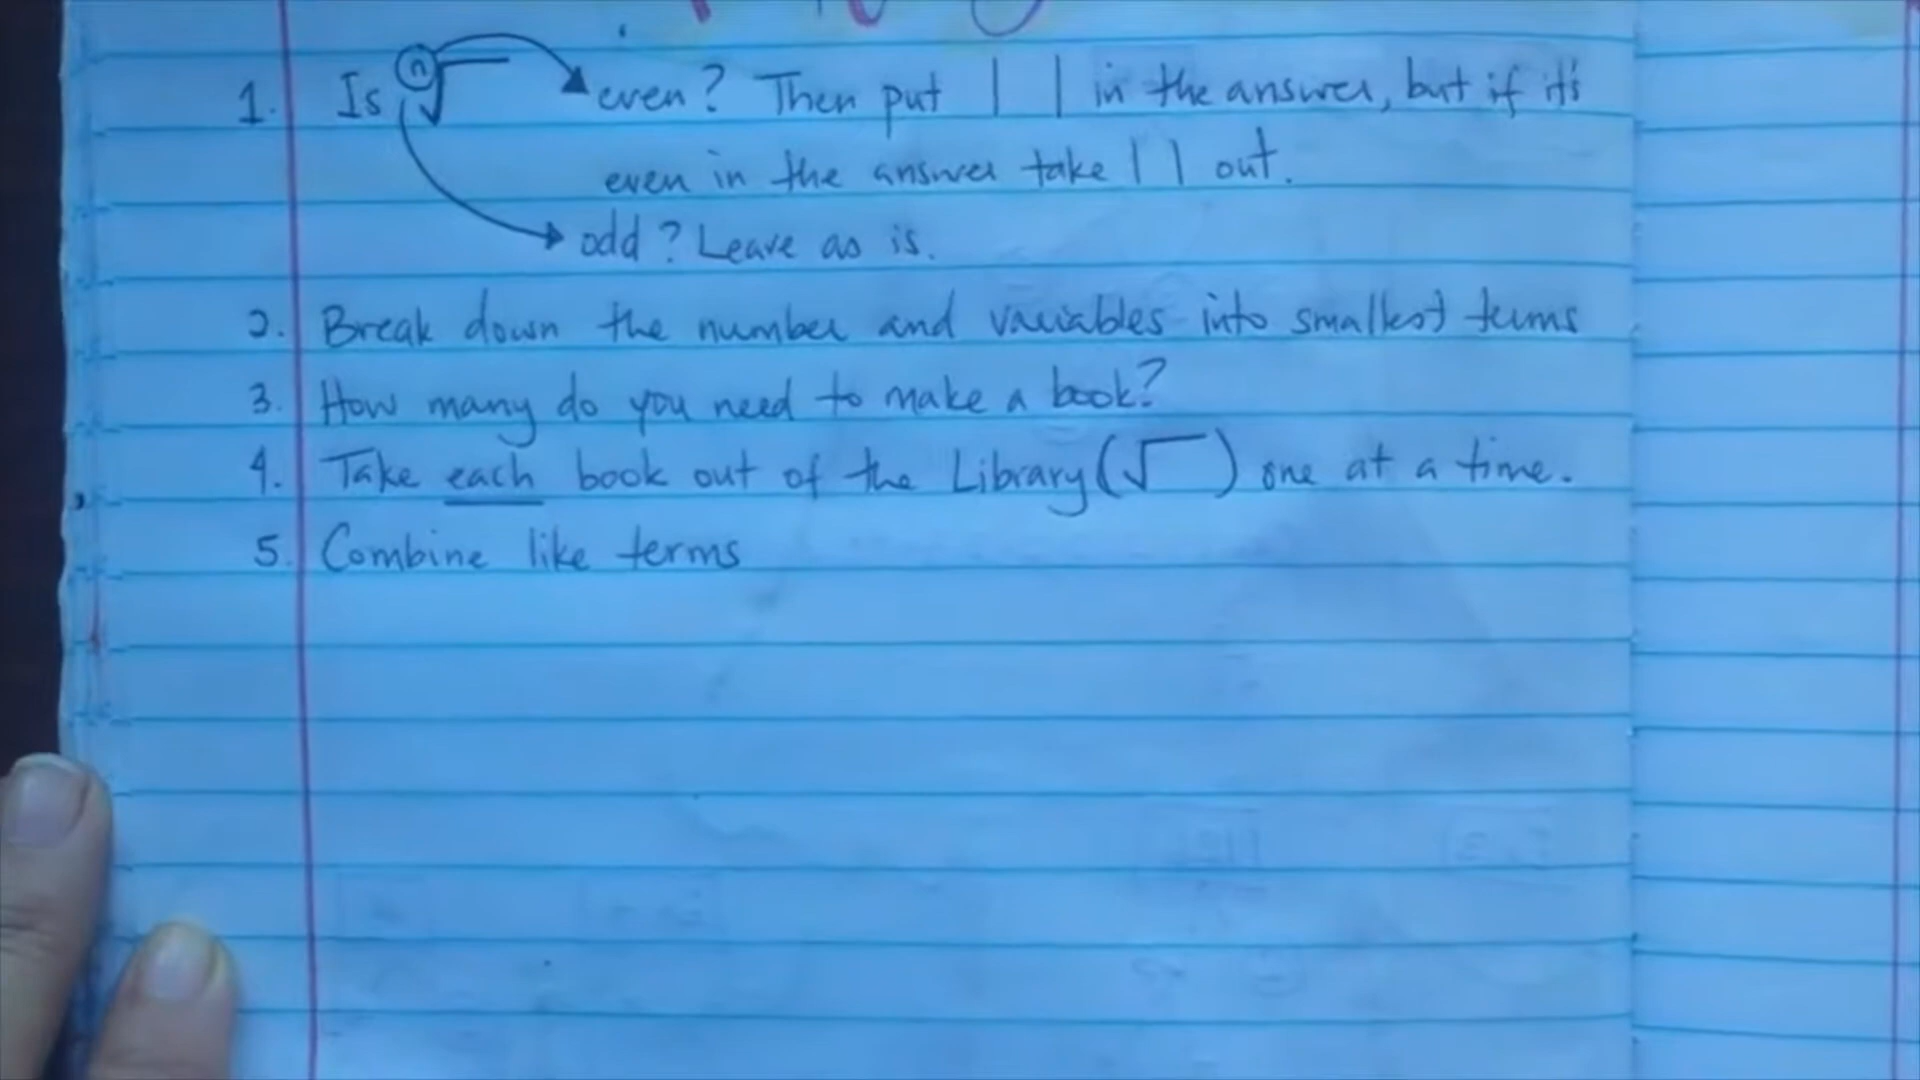 1. Is ⁿ√ even? Then put | | in the answer, but if it's
even in the answer take | | out.
odd? Leave as is.
2. Break down the number and variables into smallest terms
3. How many do you need to make a book?
4. Take each book out of the Library (√ ) one at a time.
5. Combine like terms